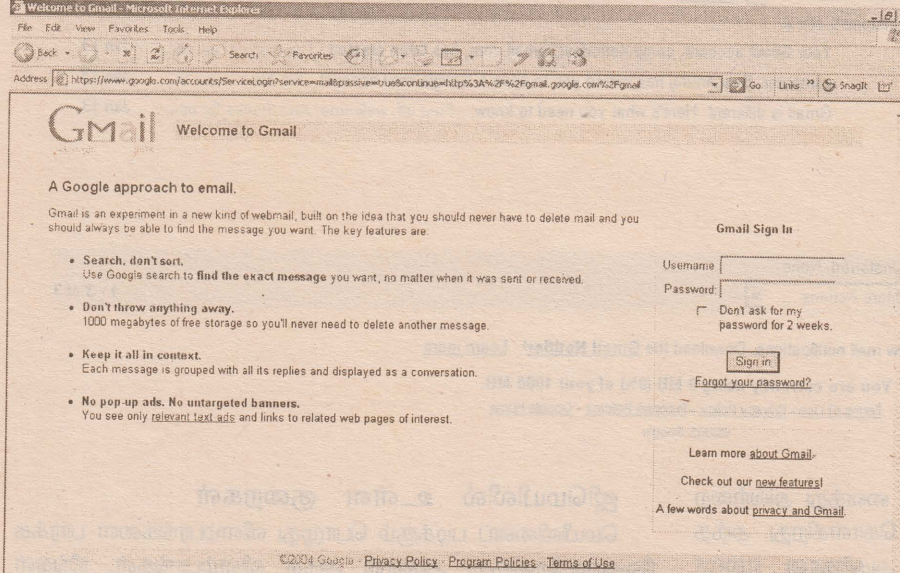 Welcome to Gmail - Microsoft Internet Explorer
File Edit View Favorites Tools Help
Back Search Favorites
Address https://www.google.com/accounts/ServiceLogin?service=mail&passive=true&continue=http%3A%2F%2Fgmail.google.com%2Fgmail Go Links » SnagIt
GMail Welcome to Gmail
A Google approach to email.
Gmail is an experiment in a new kind of webmail, built on the idea that you should never have to delete mail and you
should always be able to find the message you want. The key features are:
• Search, don't sort.
Use Google search to find the exact message you want, no matter when it was sent or received.
• Don't throw anything away.
1000 megabytes of free storage so you'll never need to delete another message.
• Keep it all in context.
Each message is grouped with all its replies and displayed as a conversation.
• No pop-up ads. No untargeted banners.
You see only relevant text ads and links to related web pages of interest.
Gmail Sign In
Username:
Password:
Don't ask for my
password for 2 weeks.
Sign in
Forgot your password?
Learn more about Gmail.
Check out our new features!
A few words about privacy and Gmail.
©2004 Google - Privacy Policy - Program Policies - Terms of Use